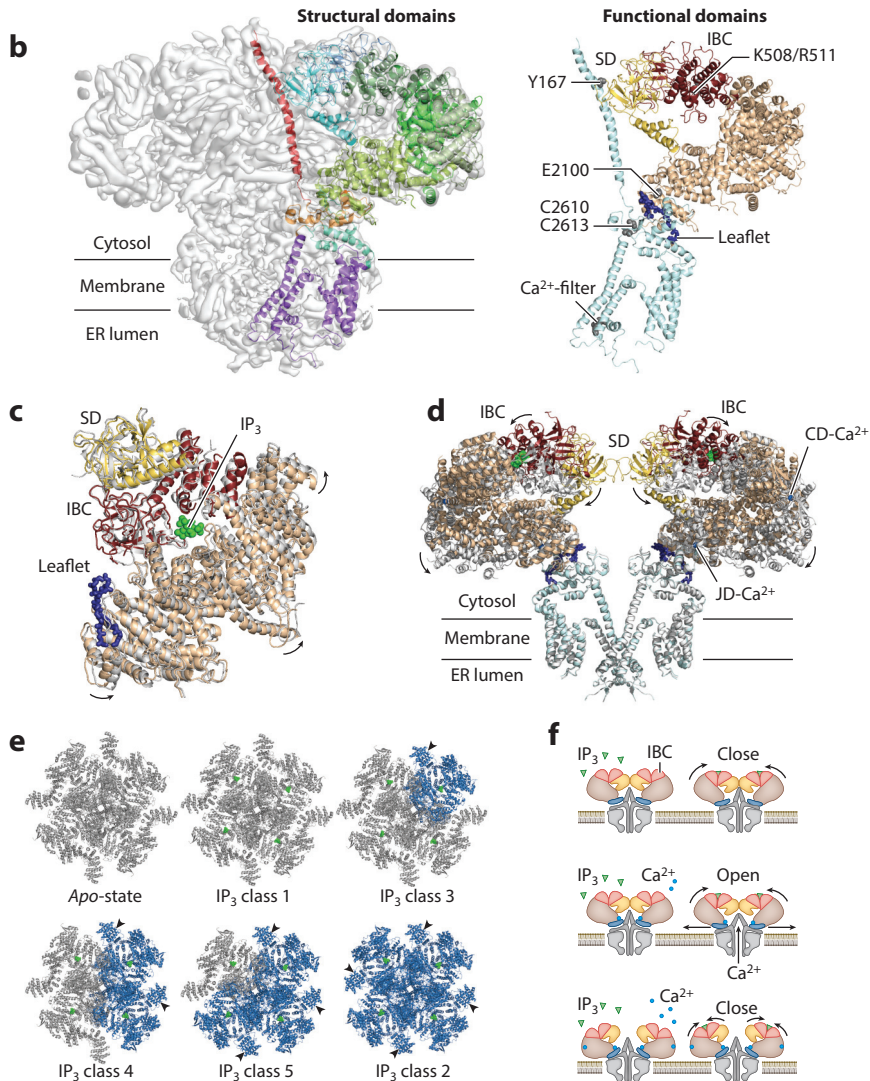 b
Structural domains
Cytosol
Membrane
ER lumen
Functional domains
IBC
SD
K508/R511
Y167
E2100
C2610
C2613
Leaflet
Ca²⁺-filter
c
SD
IP₃
IBC
Leaflet
d
IBC
IBC
SD
CD-Ca²⁺
JD-Ca²⁺
Cytosol
Membrane
ER lumen
e
Apo-state
IP₃ class 1
IP₃ class 3
IP₃ class 4
IP₃ class 5
IP₃ class 2
f
IP₃
IBC
Close
IP₃
Ca²⁺
Open
Ca²⁺
IP₃
Ca²⁺
Close